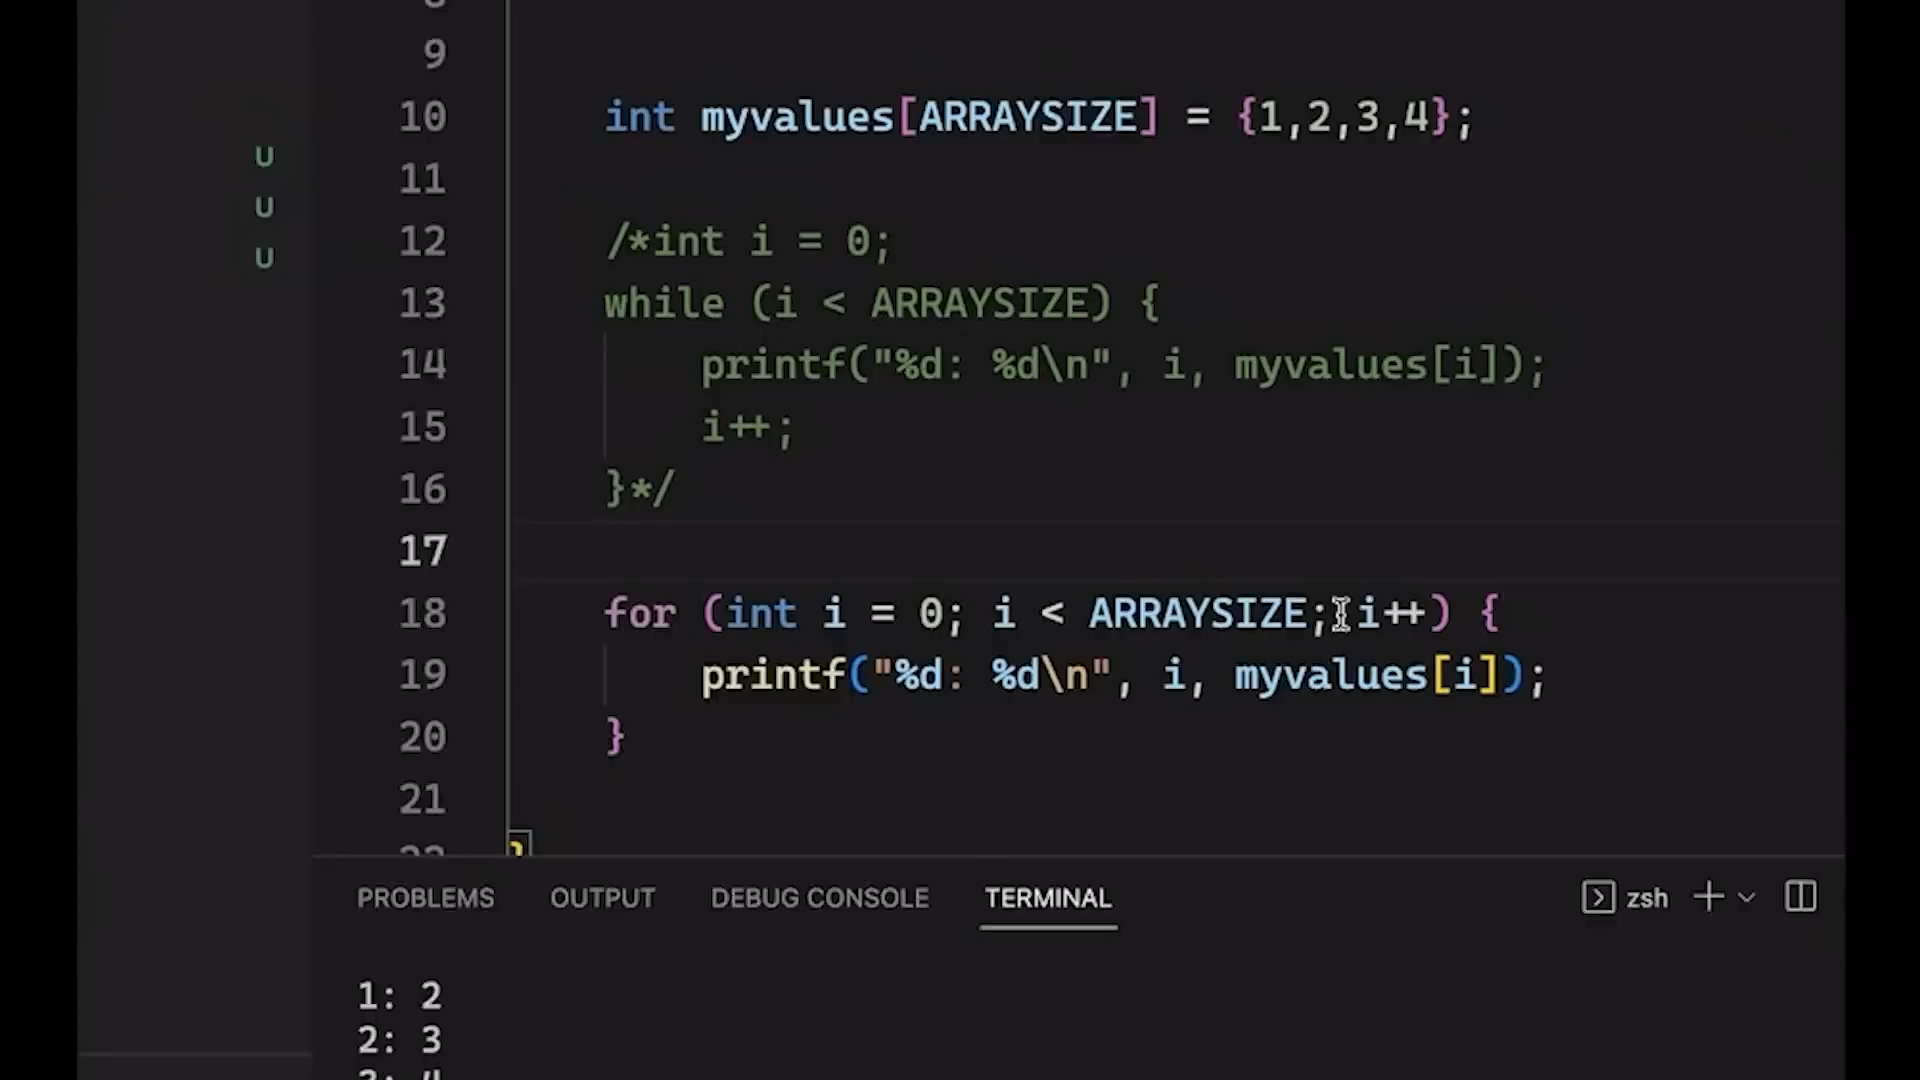 9
10 int myvalues[ARRAYSIZE] = {1,2,3,4};
11
U
12 /*int i = 0;
U
13 while (i < ARRAYSIZE) {
U
14 printf("%d: %d\n", i, myvalues[i]);
15 i++;
16 }*/
17
18 for (int i = 0; i < ARRAYSIZE; i++) {
19 printf("%d: %d\n", i, myvalues[i]);
20 }
21
}
PROBLEMS OUTPUT DEBUG CONSOLE TERMINAL zsh
1: 2
2: 3